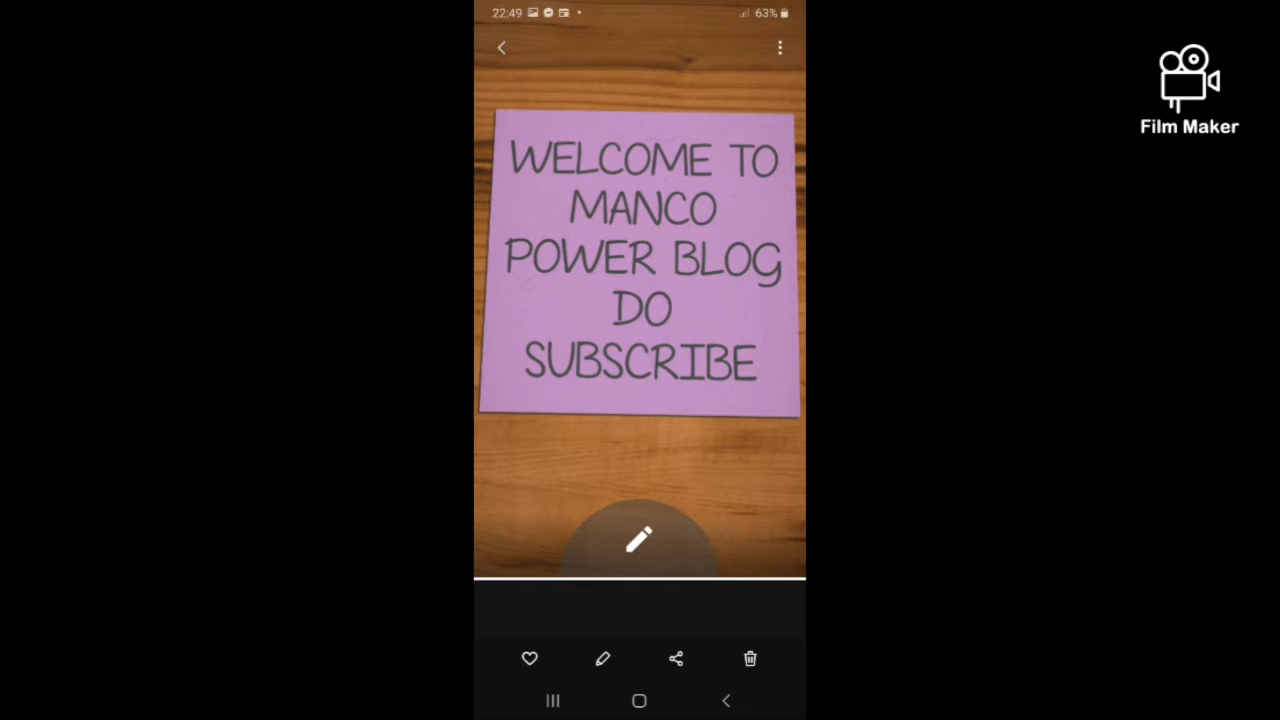 22:49
63%
Film Maker
WELCOME TO
MANCO
POWER BLOG
DO
SUBSCRIBE